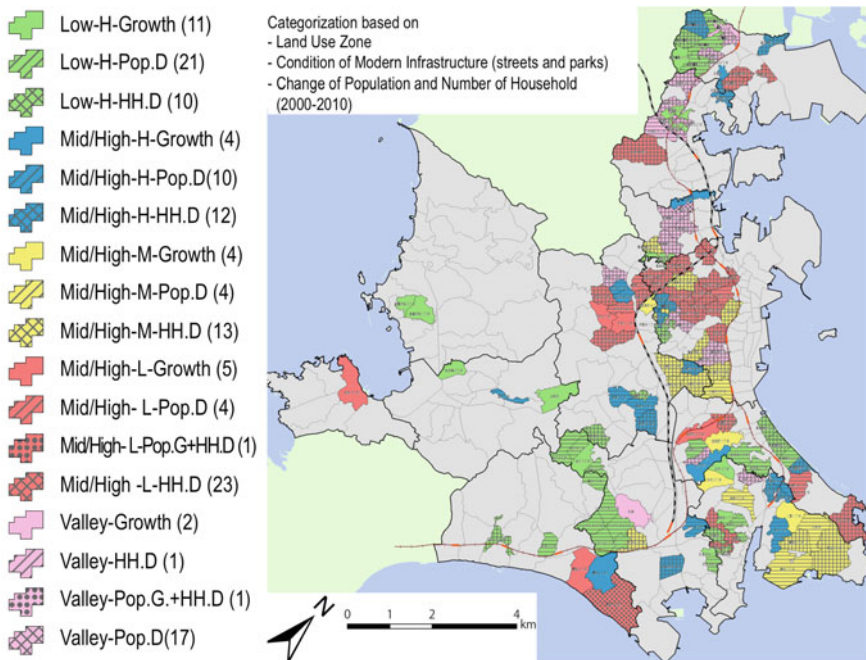 Low-H-Growth (11)
Low-H-Pop.D (21)
Low-H-HH.D (10)
Mid/High-H-Growth (4)
Mid/High-H-Pop.D(10)
Mid/High-H-HH.D (12)
Mid/High-M-Growth (4)
Mid/High-M-Pop.D (4)
Mid/High-M-HH.D (13)
Mid/High-L-Growth (5)
Mid/High- L-Pop.D (4)
Mid/High- L-Pop.G+HH.D (1)
Mid/High -L-HH.D (23)
Valley-Growth (2)
Valley-HH.D (1)
Valley-Pop.G.+HH.D (1)
Valley-Pop.D(17)
Categorization based on
- Land Use Zone
- Condition of Modern Infrastructure (streets and parks)
- Change of Population and Number of Household
(2000-2010)
N
0 1 2 4
km